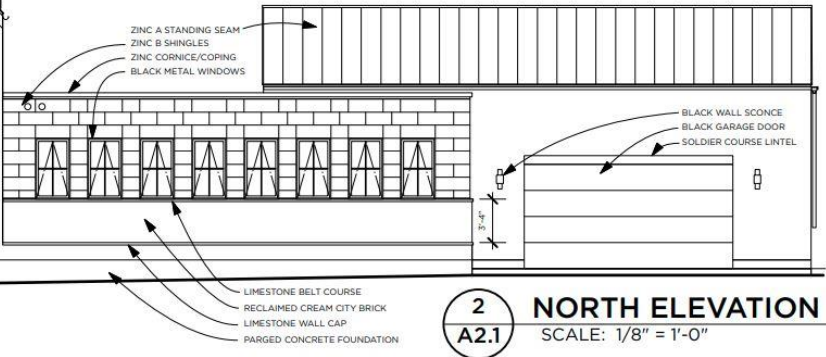 ZINC A STANDING SEAM
ZINC B SHINGLES
ZINC CORNICE/COPING
BLACK METAL WINDOWS
BLACK WALL SCONCE
BLACK GARAGE DOOR
SOLDIER COURSE LINTEL
3'-4"
LIMESTONE BELT COURSE
RECLAIMED CREAM CITY BRICK
LIMESTONE WALL CAP
PARGED CONCRETE FOUNDATION
2
A2.1
NORTH ELEVATION
SCALE: 1/8" = 1'-0"